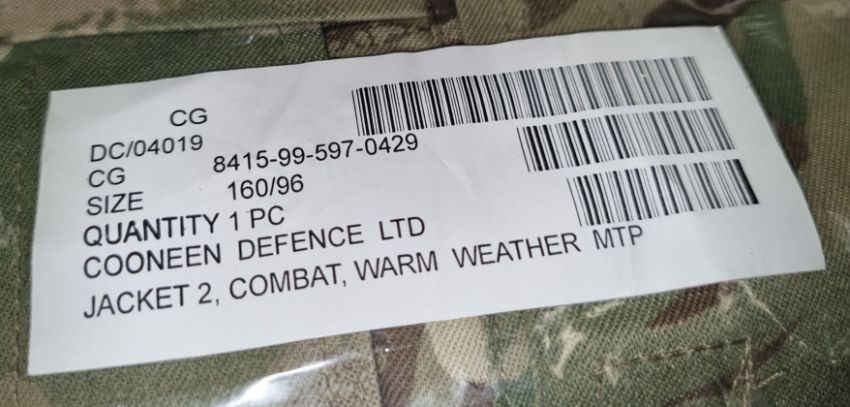 CG
DC/04019
CG 8415-99-597-0429
SIZE 160/96
QUANTITY 1 PC
COONEEN DEFENCE LTD
JACKET 2, COMBAT, WARM WEATHER MTP